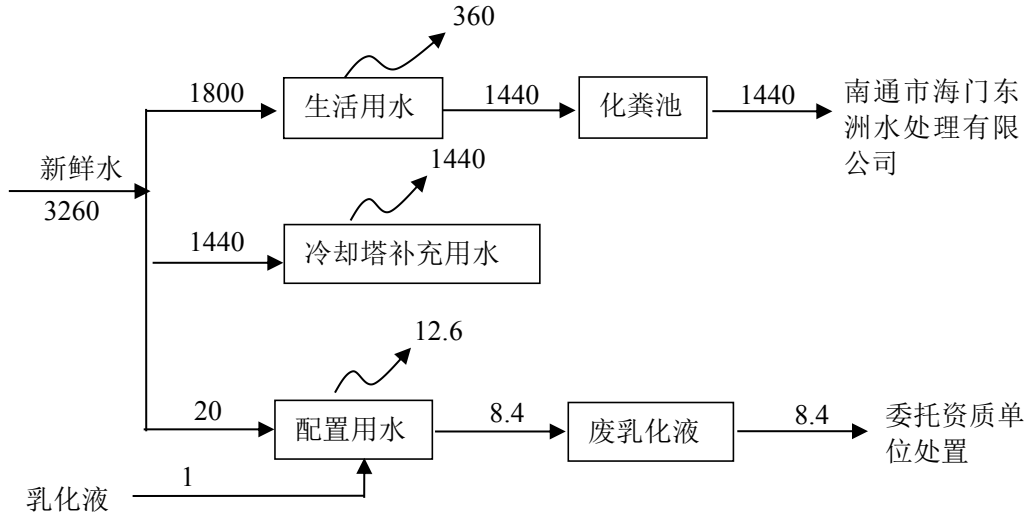 360
1800
生活用水
1440
化粪池
1440
南通市海门东
洲水处理有限
公司
新鲜水
3260
1440
1440
冷却塔补充用水
12.6
20
配置用水
8.4
废乳化液
8.4
委托资质单
位处置
乳化液
1